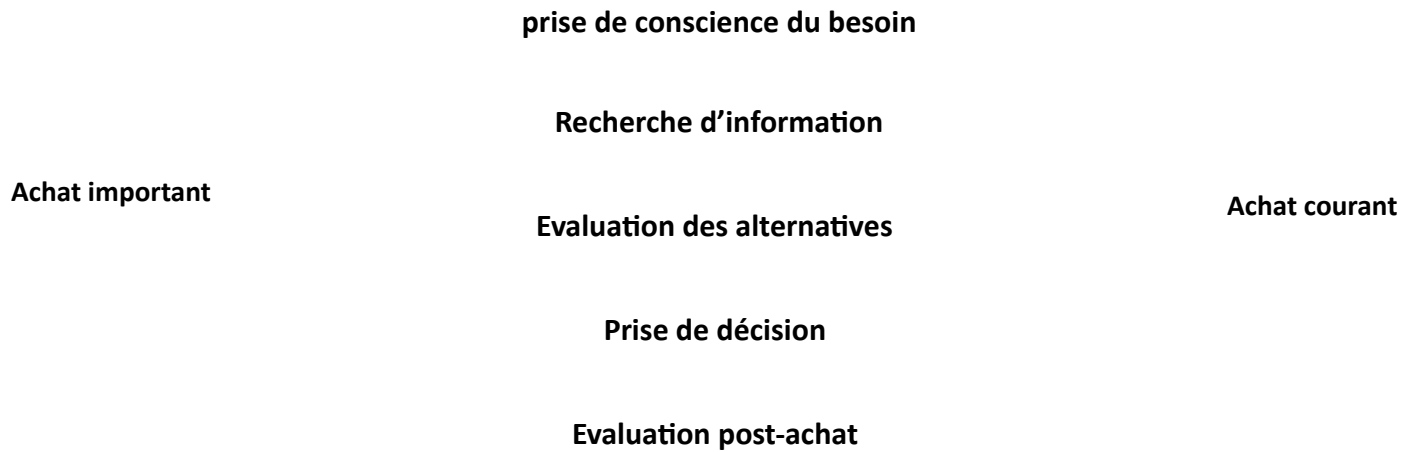 prise de conscience du besoin
Recherche d’information
Achat important
Achat courant
Evaluation des alternatives
Prise de décision
Evaluation post-achat